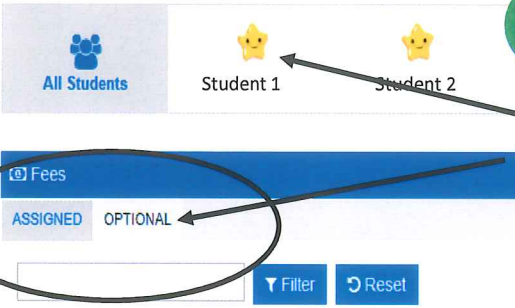 All Students Student 1 Student 2
Fees
ASSIGNED OPTIONAL
Filter Reset